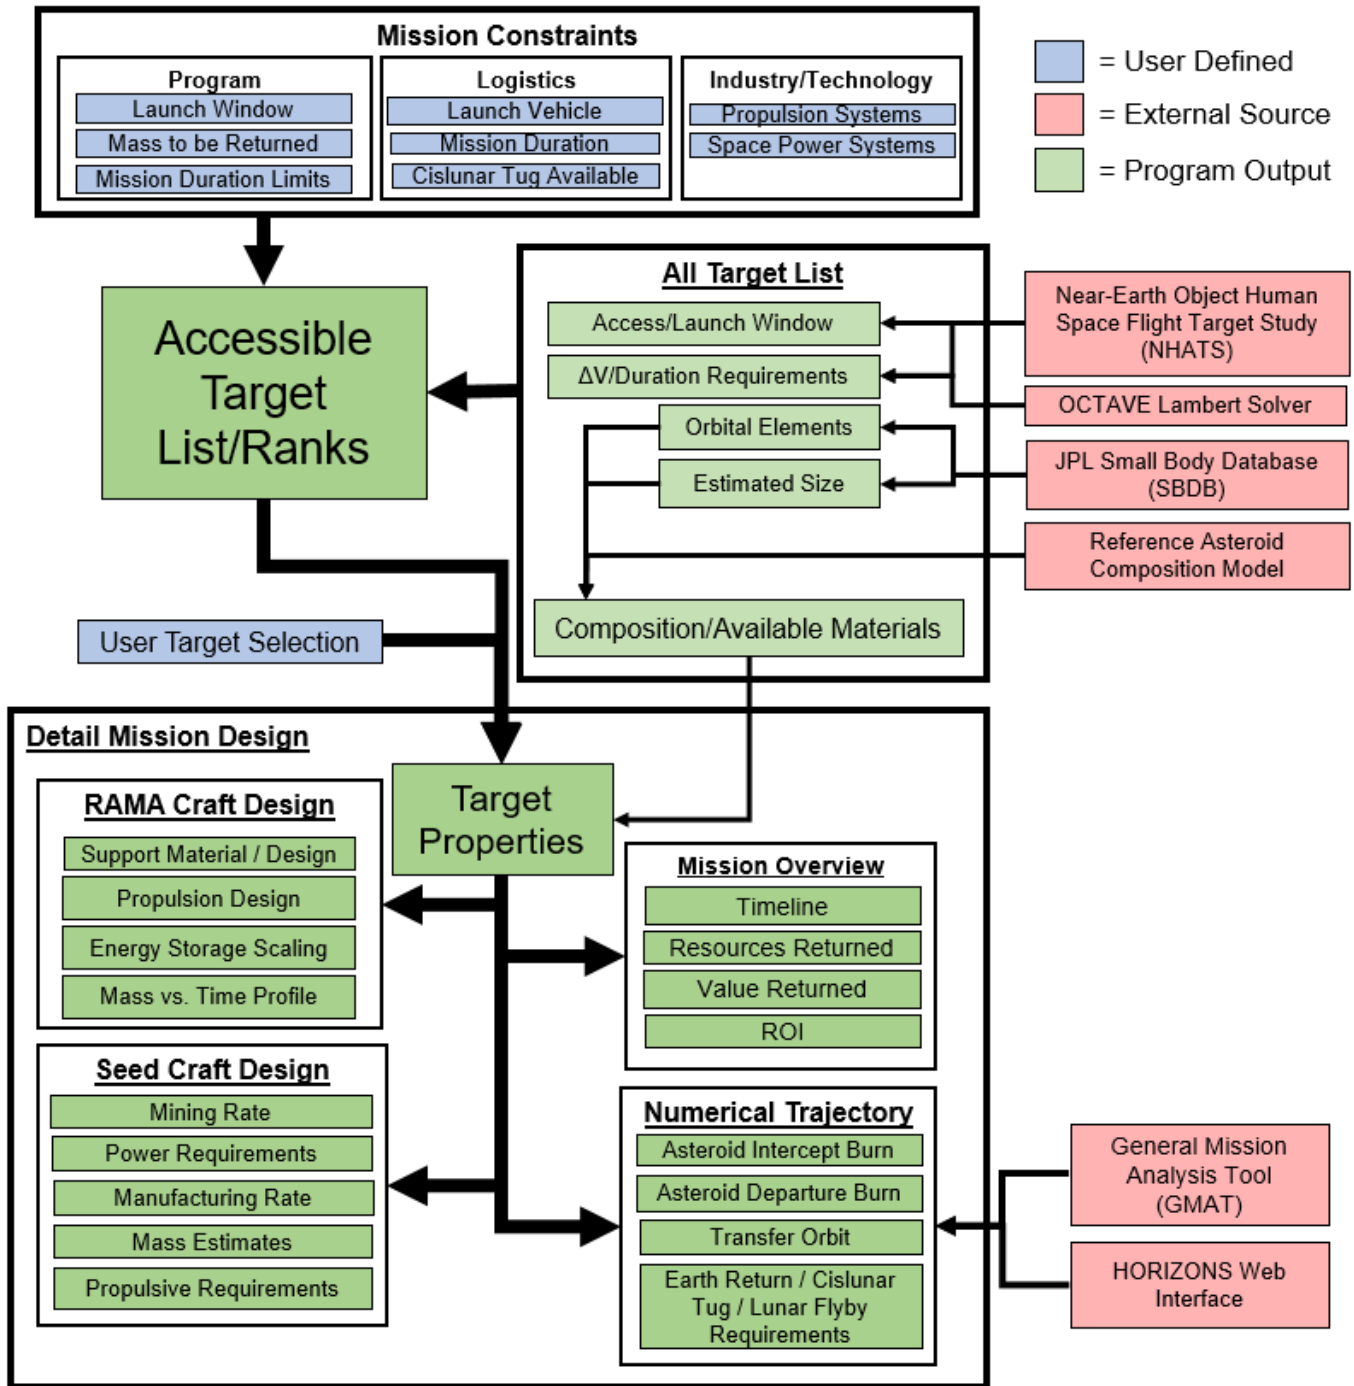 Mission Constraints
Program
Launch Window
Mass to be Returned
Mission Duration Limits
Logistics
Launch Vehicle
Mission Duration
Cislunar Tug Available
Industry/Technology
Propulsion Systems
Space Power Systems
= User Defined
= External Source
= Program Output
Accessible
Target
List/Ranks
All Target List
Access/Launch Window
ΔV/Duration Requirements
Orbital Elements
Estimated Size
Composition/Available Materials
Near-Earth Object Human
Space Flight Target Study
(NHATS)
OCTAVE Lambert Solver
JPL Small Body Database
(SBDB)
Reference Asteroid
Composition Model
User Target Selection
Detail Mission Design
Target
Properties
RAMA Craft Design
Support Material / Design
Propulsion Design
Energy Storage Scaling
Mass vs. Time Profile
Mission Overview
Timeline
Resources Returned
Value Returned
ROI
Seed Craft Design
Mining Rate
Power Requirements
Manufacturing Rate
Mass Estimates
Propulsive Requirements
Numerical Trajectory
Asteroid Intercept Burn
Asteroid Departure Burn
Transfer Orbit
Earth Return / Cislunar
Tug / Lunar Flyby
Requirements
General Mission
Analysis Tool
(GMAT)
HORIZONS Web
Interface